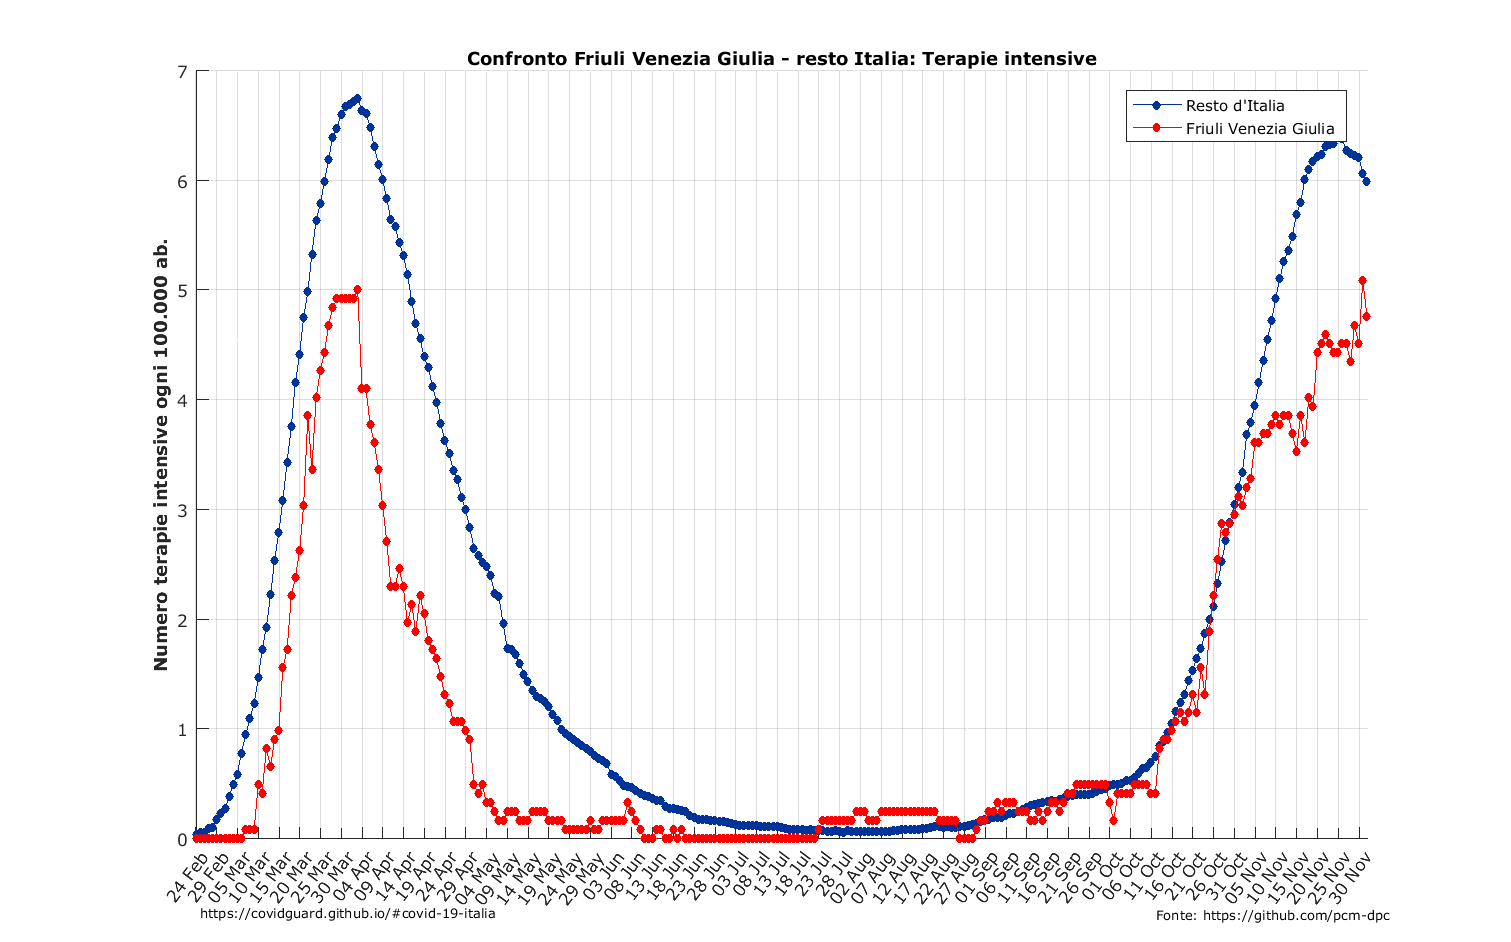 Confronto Friuli Venezia Giulia - resto Italia: Terapie intensive
Resto d'Italia
Friuli Venezia Giulia
Numero terapie intensive ogni 100.000 ab.
7
6
5
4
3
2
1
0
24 Feb
29 Feb
05 Mar
10 Mar
15 Mar
20 Mar
25 Mar
30 Mar
04 Apr
09 Apr
14 Apr
19 Apr
24 Apr
29 Apr
04 May
09 May
14 May
19 May
24 May
29 May
03 Jun
08 Jun
13 Jun
18 Jun
23 Jun
28 Jun
03 Jul
08 Jul
13 Jul
18 Jul
23 Jul
28 Jul
02 Aug
07 Aug
12 Aug
17 Aug
22 Aug
27 Aug
01 Sep
06 Sep
11 Sep
16 Sep
21 Sep
26 Sep
01 Oct
06 Oct
11 Oct
16 Oct
21 Oct
26 Oct
31 Oct
05 Nov
10 Nov
15 Nov
20 Nov
25 Nov
30 Nov
https://covidguard.github.io/#covid-19-italia
Fonte: https://github.com/pcm-dpc